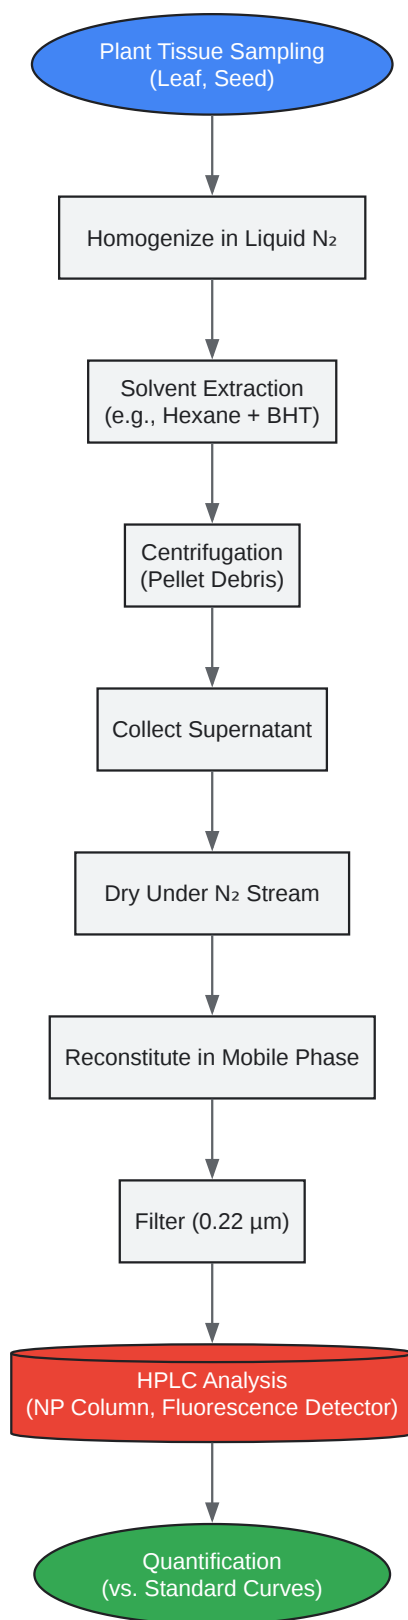 Plant Tissue Sampling
(Leaf, Seed)
Homogenize in Liquid N₂
Solvent Extraction
(e.g., Hexane + BHT)
Centrifugation
(Pellet Debris)
Collect Supernatant
Dry Under N₂ Stream
Reconstitute in Mobile Phase
Filter (0.22 µm)
HPLC Analysis
(NP Column, Fluorescence Detector)
Quantification
(vs. Standard Curves)